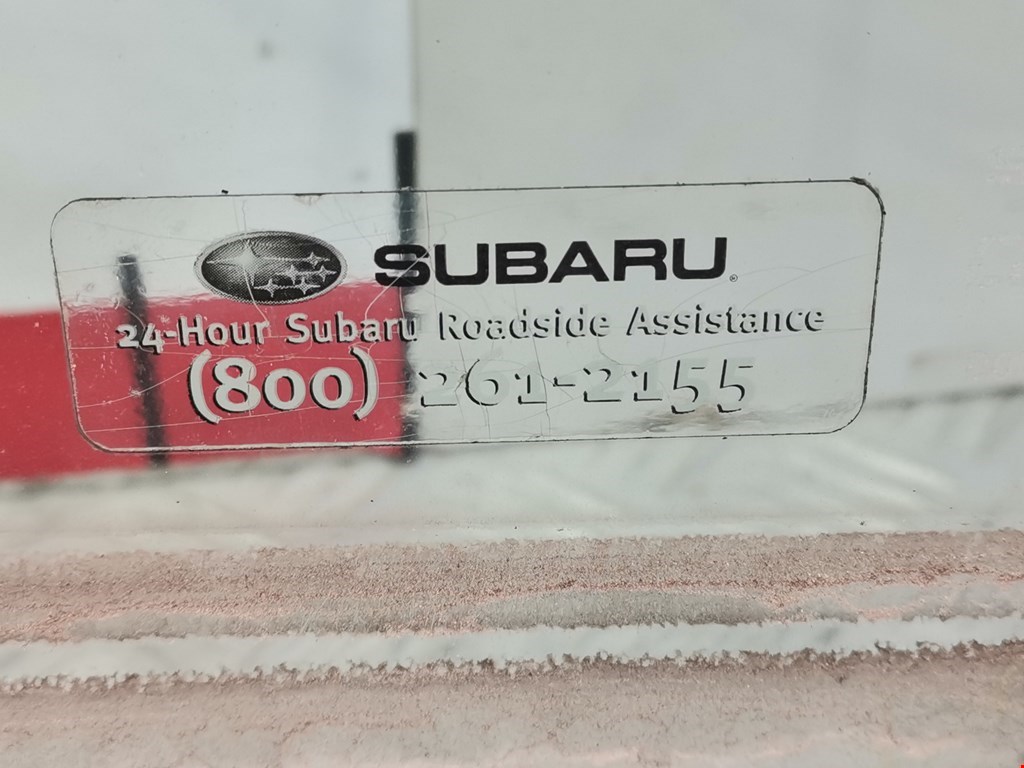 SUBARU®
24-Hour Subaru Roadside Assistance
(800) 261-2155